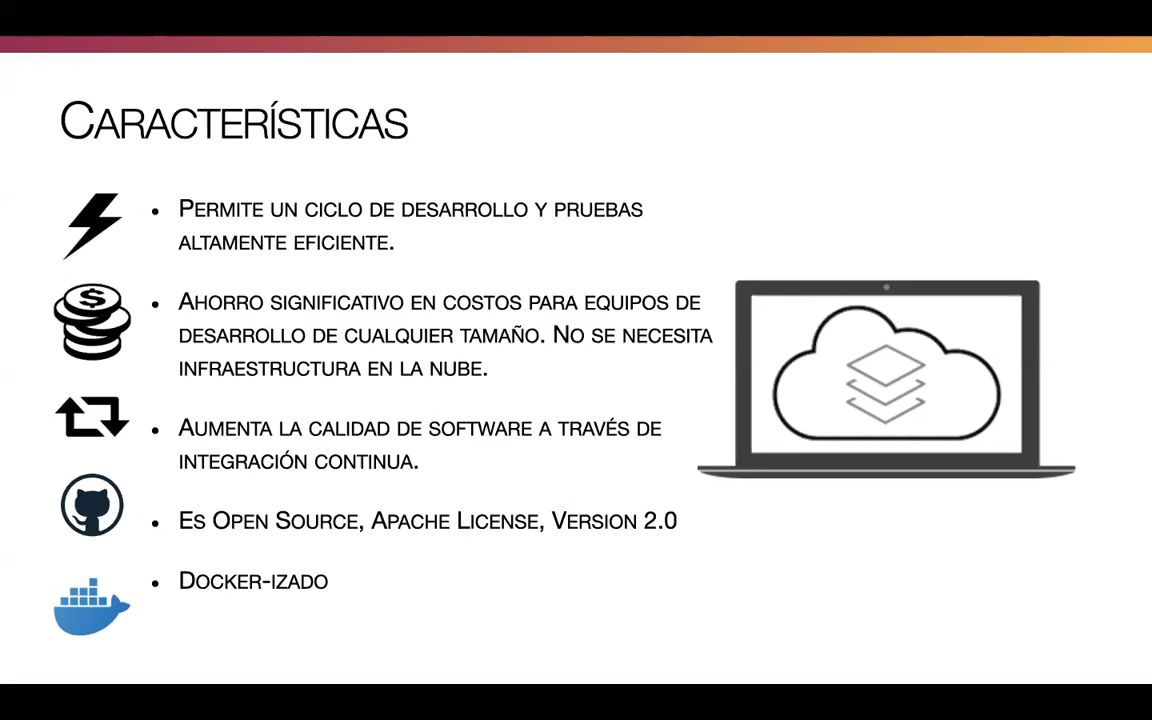 Características
• Permite un ciclo de desarrollo y pruebas
altamente eficiente.
• Ahorro significativo en costos para equipos de
desarrollo de cualquier tamaño. No se necesita
infraestructura en la nube.
• Aumenta la calidad de software a través de
integración continua.
• Es Open Source, Apache License, Version 2.0
• Docker-izado